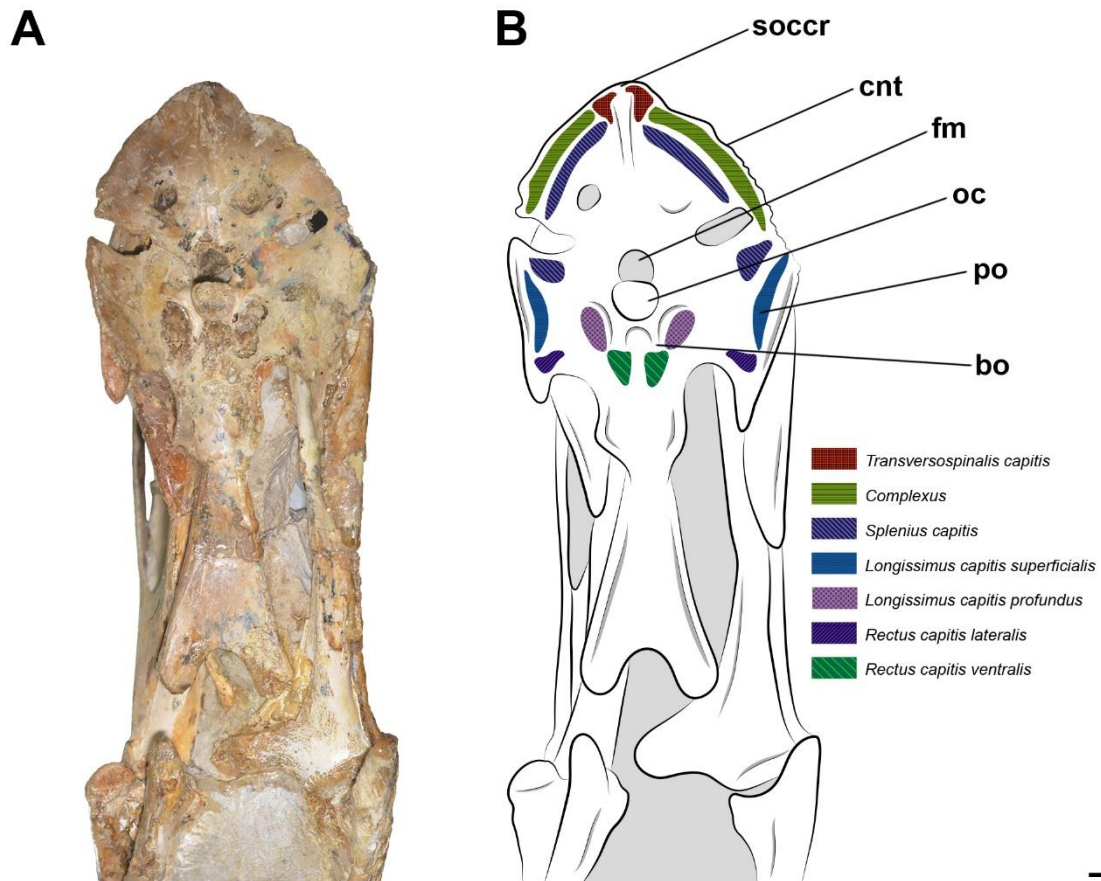 A
B
soccr
cnt
fm
oc
po
bo
Transversospinalis capitis
Complexus
Splenius capitis
Longissimus capitis superficialis
Longissimus capitis profundus
Rectus capitis lateralis
Rectus capitis ventralis